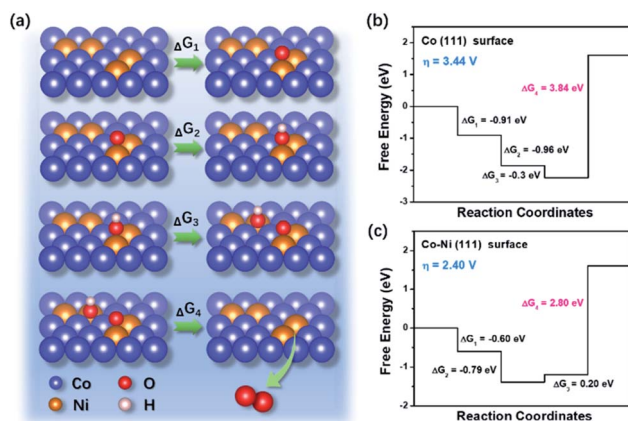 (a)
ΔG₁
ΔG₂
ΔG₃
ΔG₄
Co
O
Ni
H
(b)
Co (111) surface
η = 3.44 V
ΔG₄ = 3.84 eV
ΔG₁ = -0.91 eV
ΔG₂ = -0.96 eV
ΔG₃ = -0.3 eV
Free Energy (eV)
2
1
0
-1
-2
-3
Reaction Coordinates
(c)
Co-Ni (111) surface
η = 2.40 V
ΔG₄ = 2.80 eV
ΔG₁ = -0.60 eV
ΔG₂ = -0.79 eV
ΔG₃ = 0.20 eV
Free Energy (eV)
2
1
0
-1
-2
Reaction Coordinates